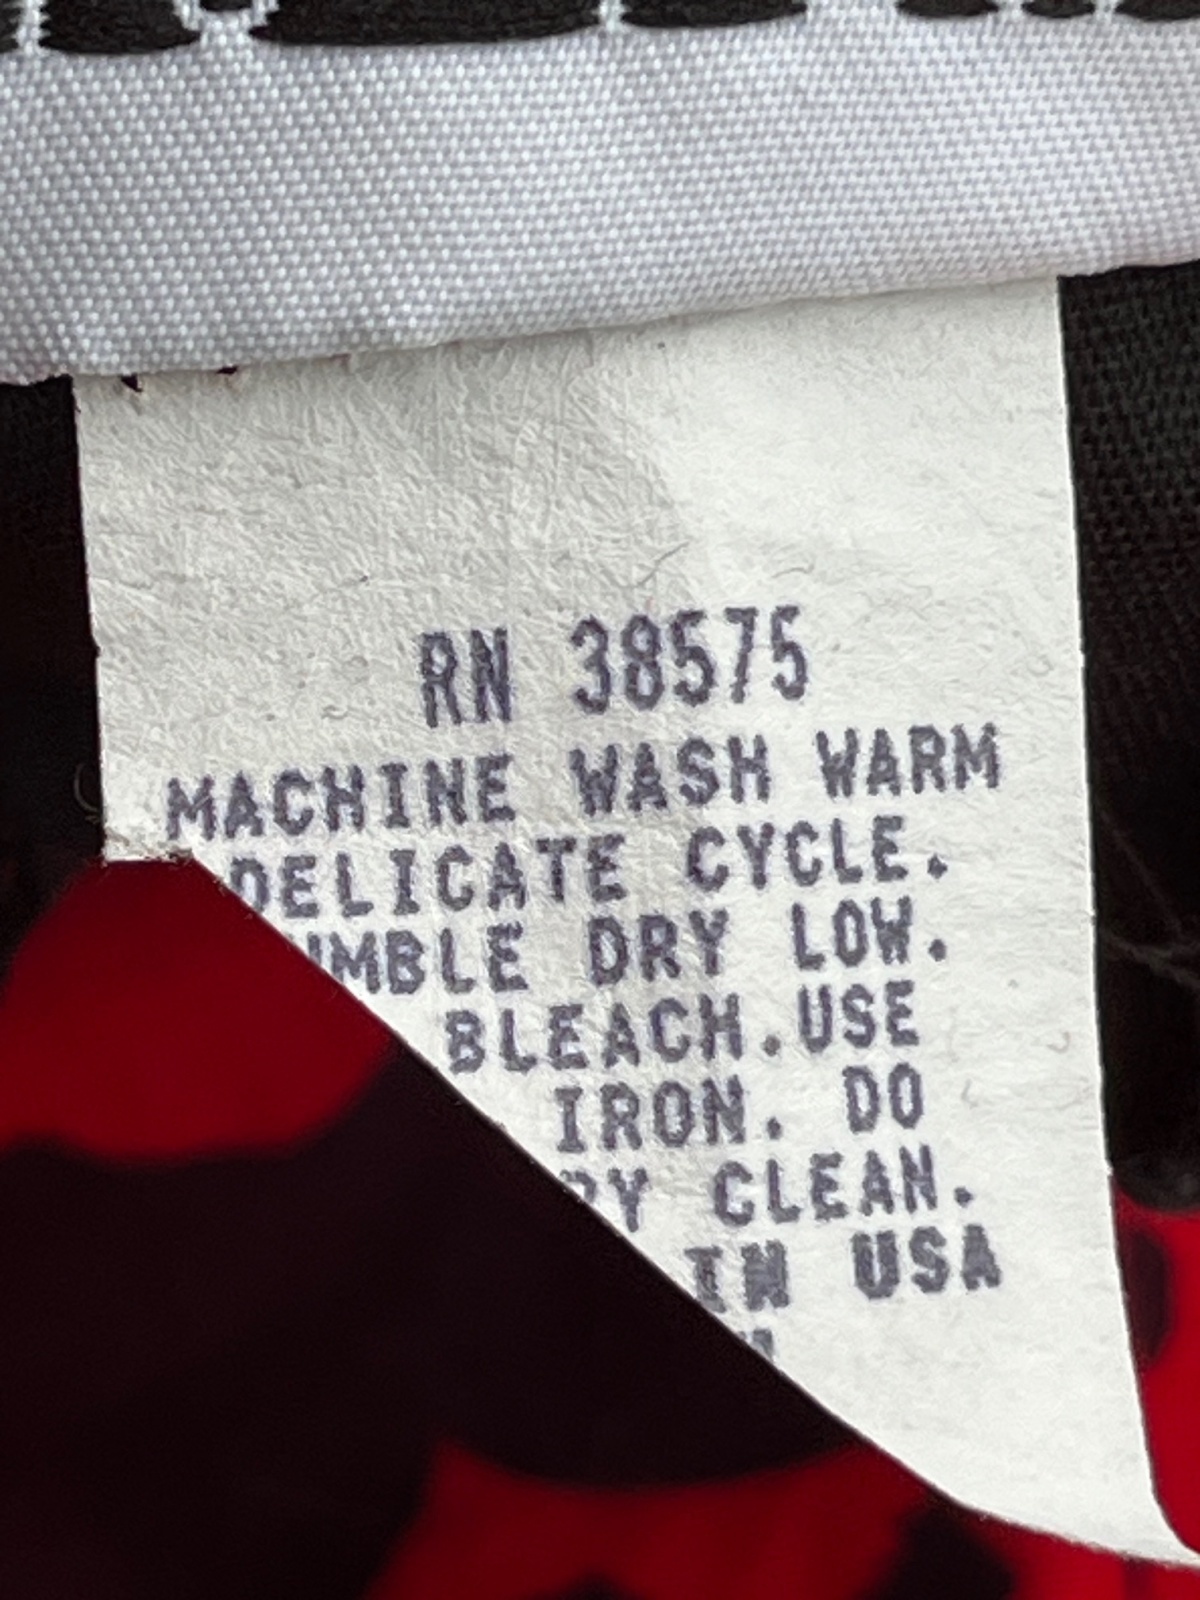 RN 38575
MACHINE WASH WARM
DELICATE CYCLE.
UMBLE DRY LOW.
BLEACH.USE
IRON. DO
RY CLEAN.
IN USA